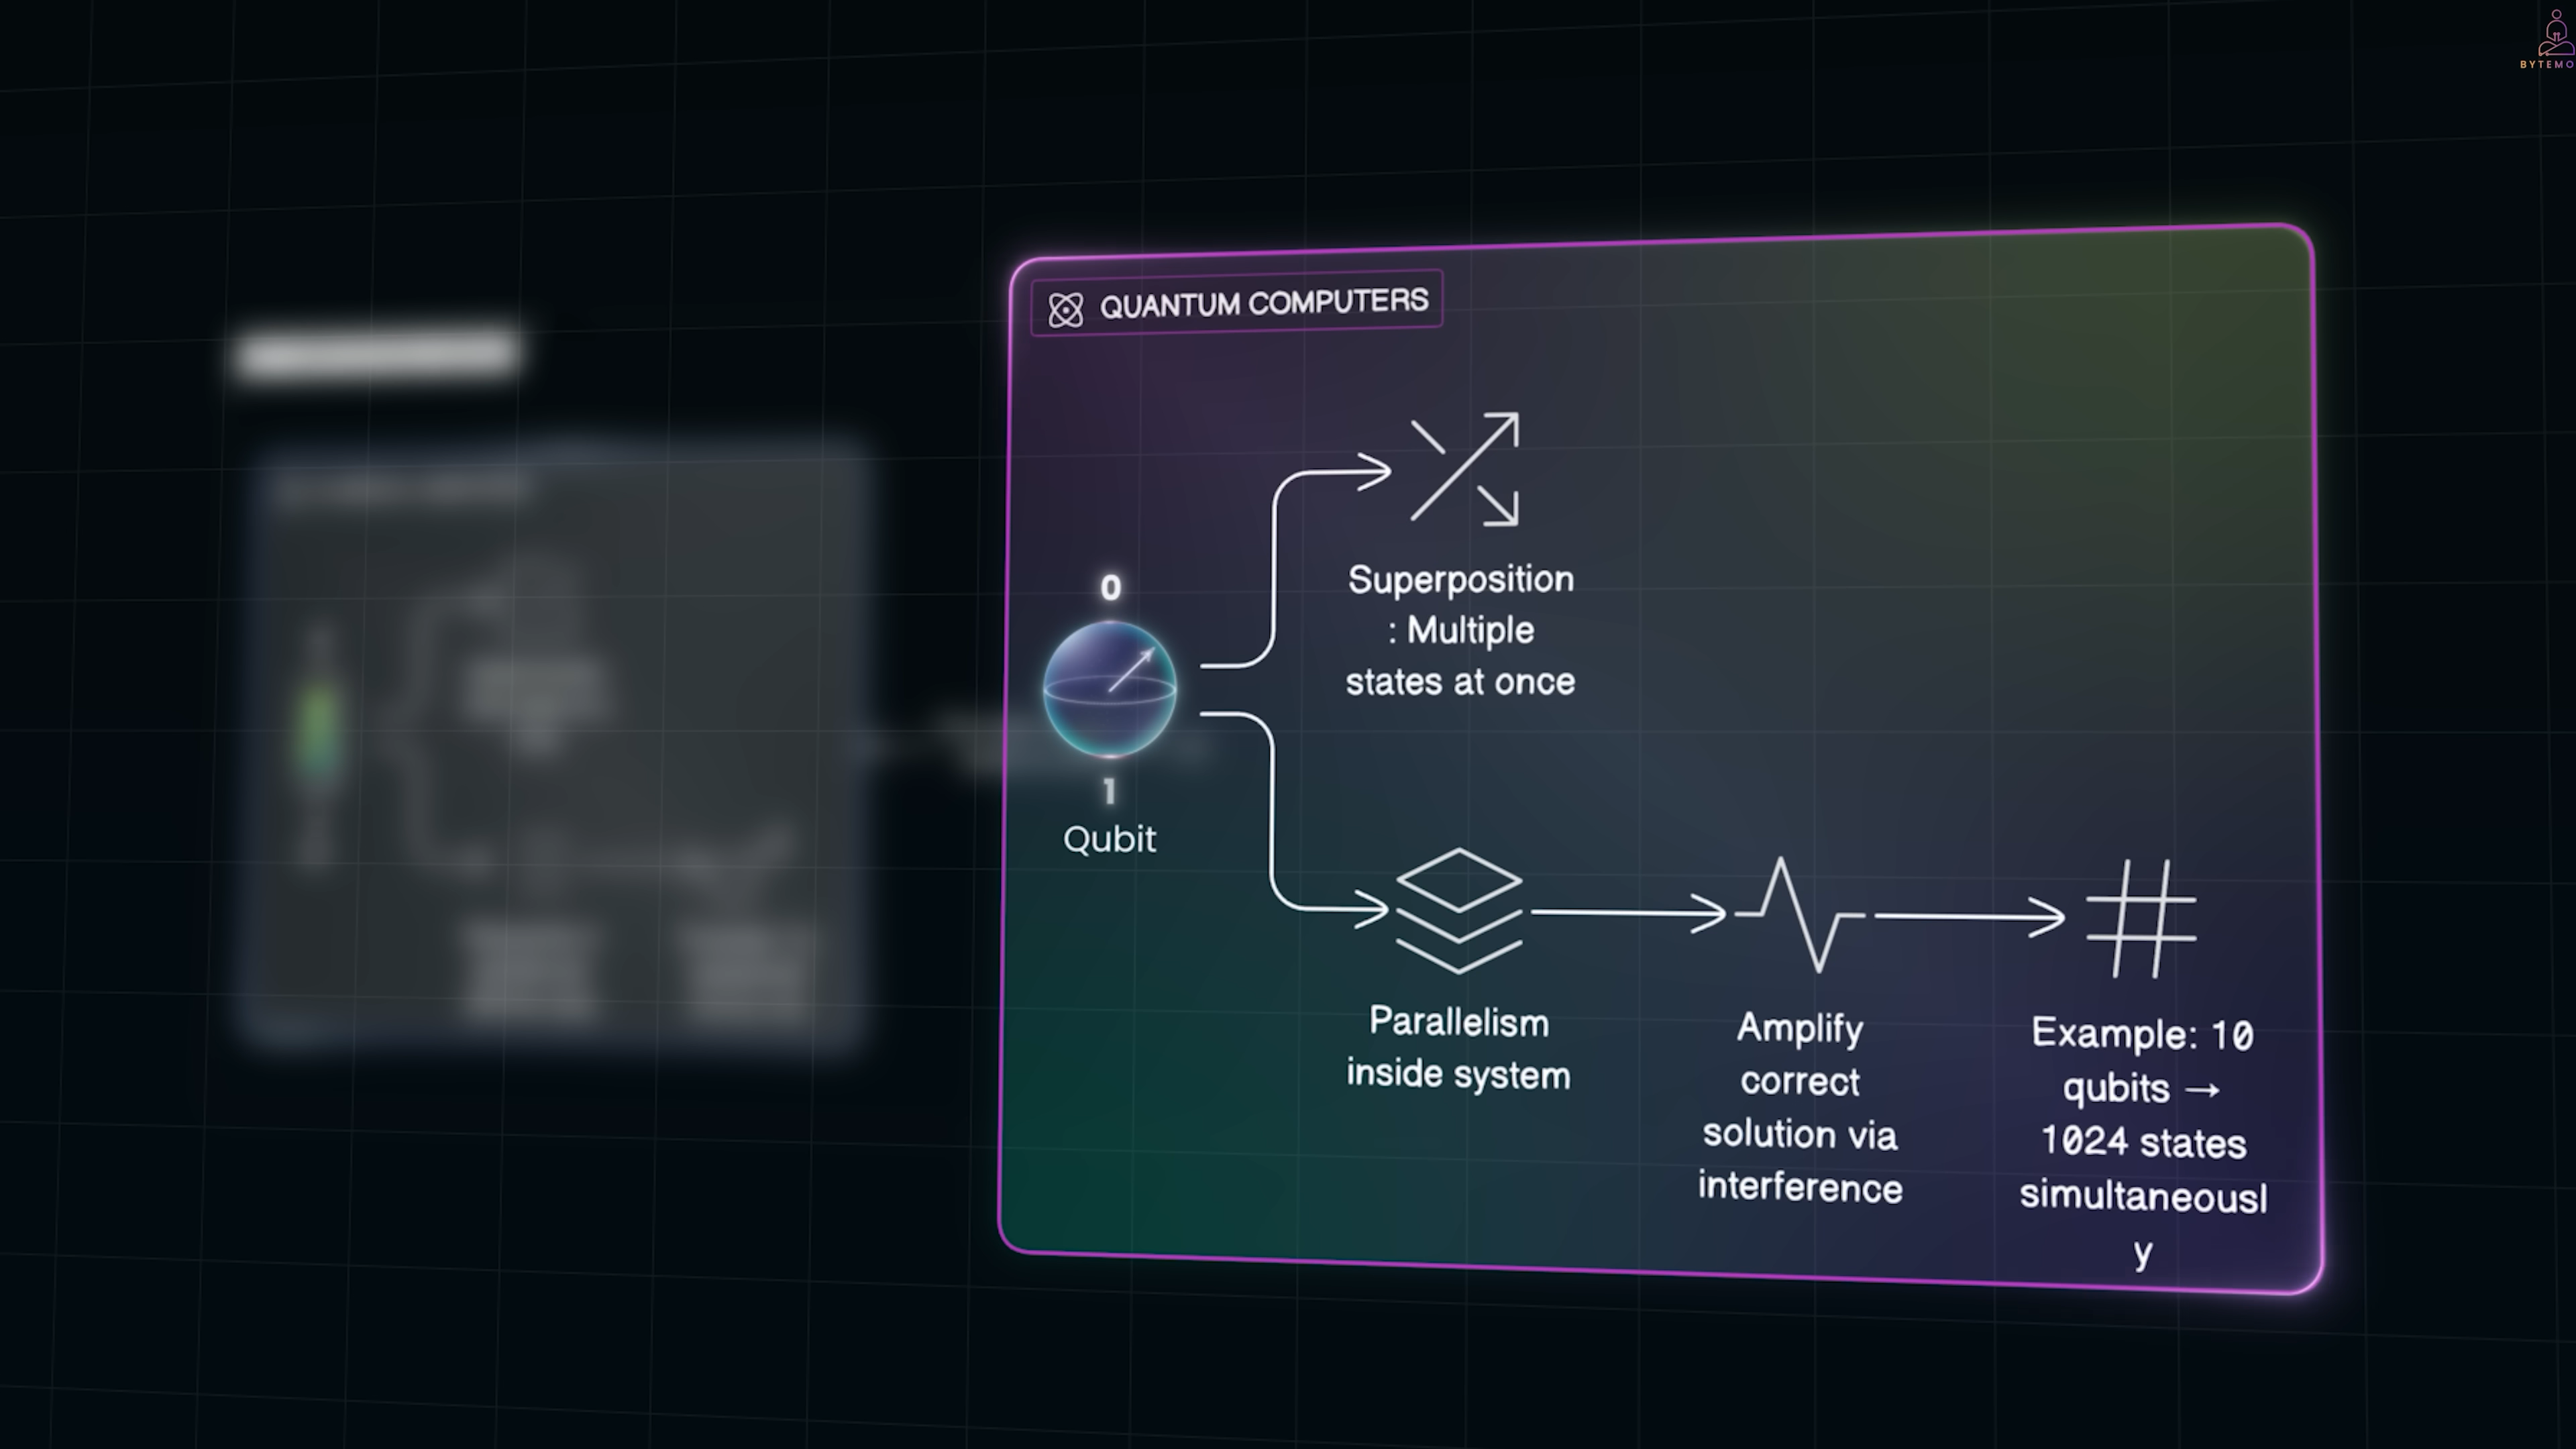 BYTEMO
QUANTUM COMPUTERS
Superposition
: Multiple
states at once
0
1
Qubit
Parallelism
inside system
Amplify
correct
solution via
interference
Example: 10
qubits →
1024 states
simultaneousl
y